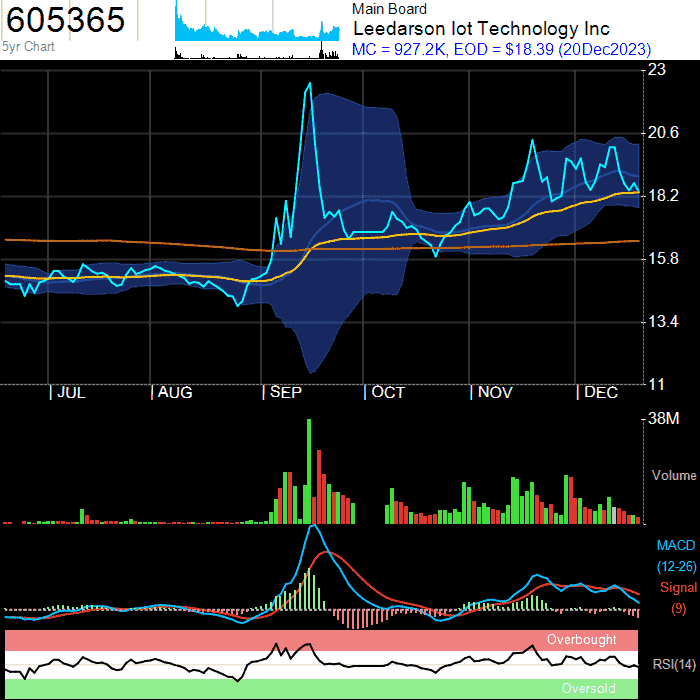 605365
5yr Chart
Main Board
Leedarson Iot Technology Inc
MC = 927.2K, EOD = $18.39 (20Dec2023)
23
20.6
18.2
15.8
13.4
11
| JUL | AUG | SEP | OCT | NOV | DEC
38M
Volume
MACD
(12-26)
Signal
(9)
Overbought
RSI(14)
Oversold